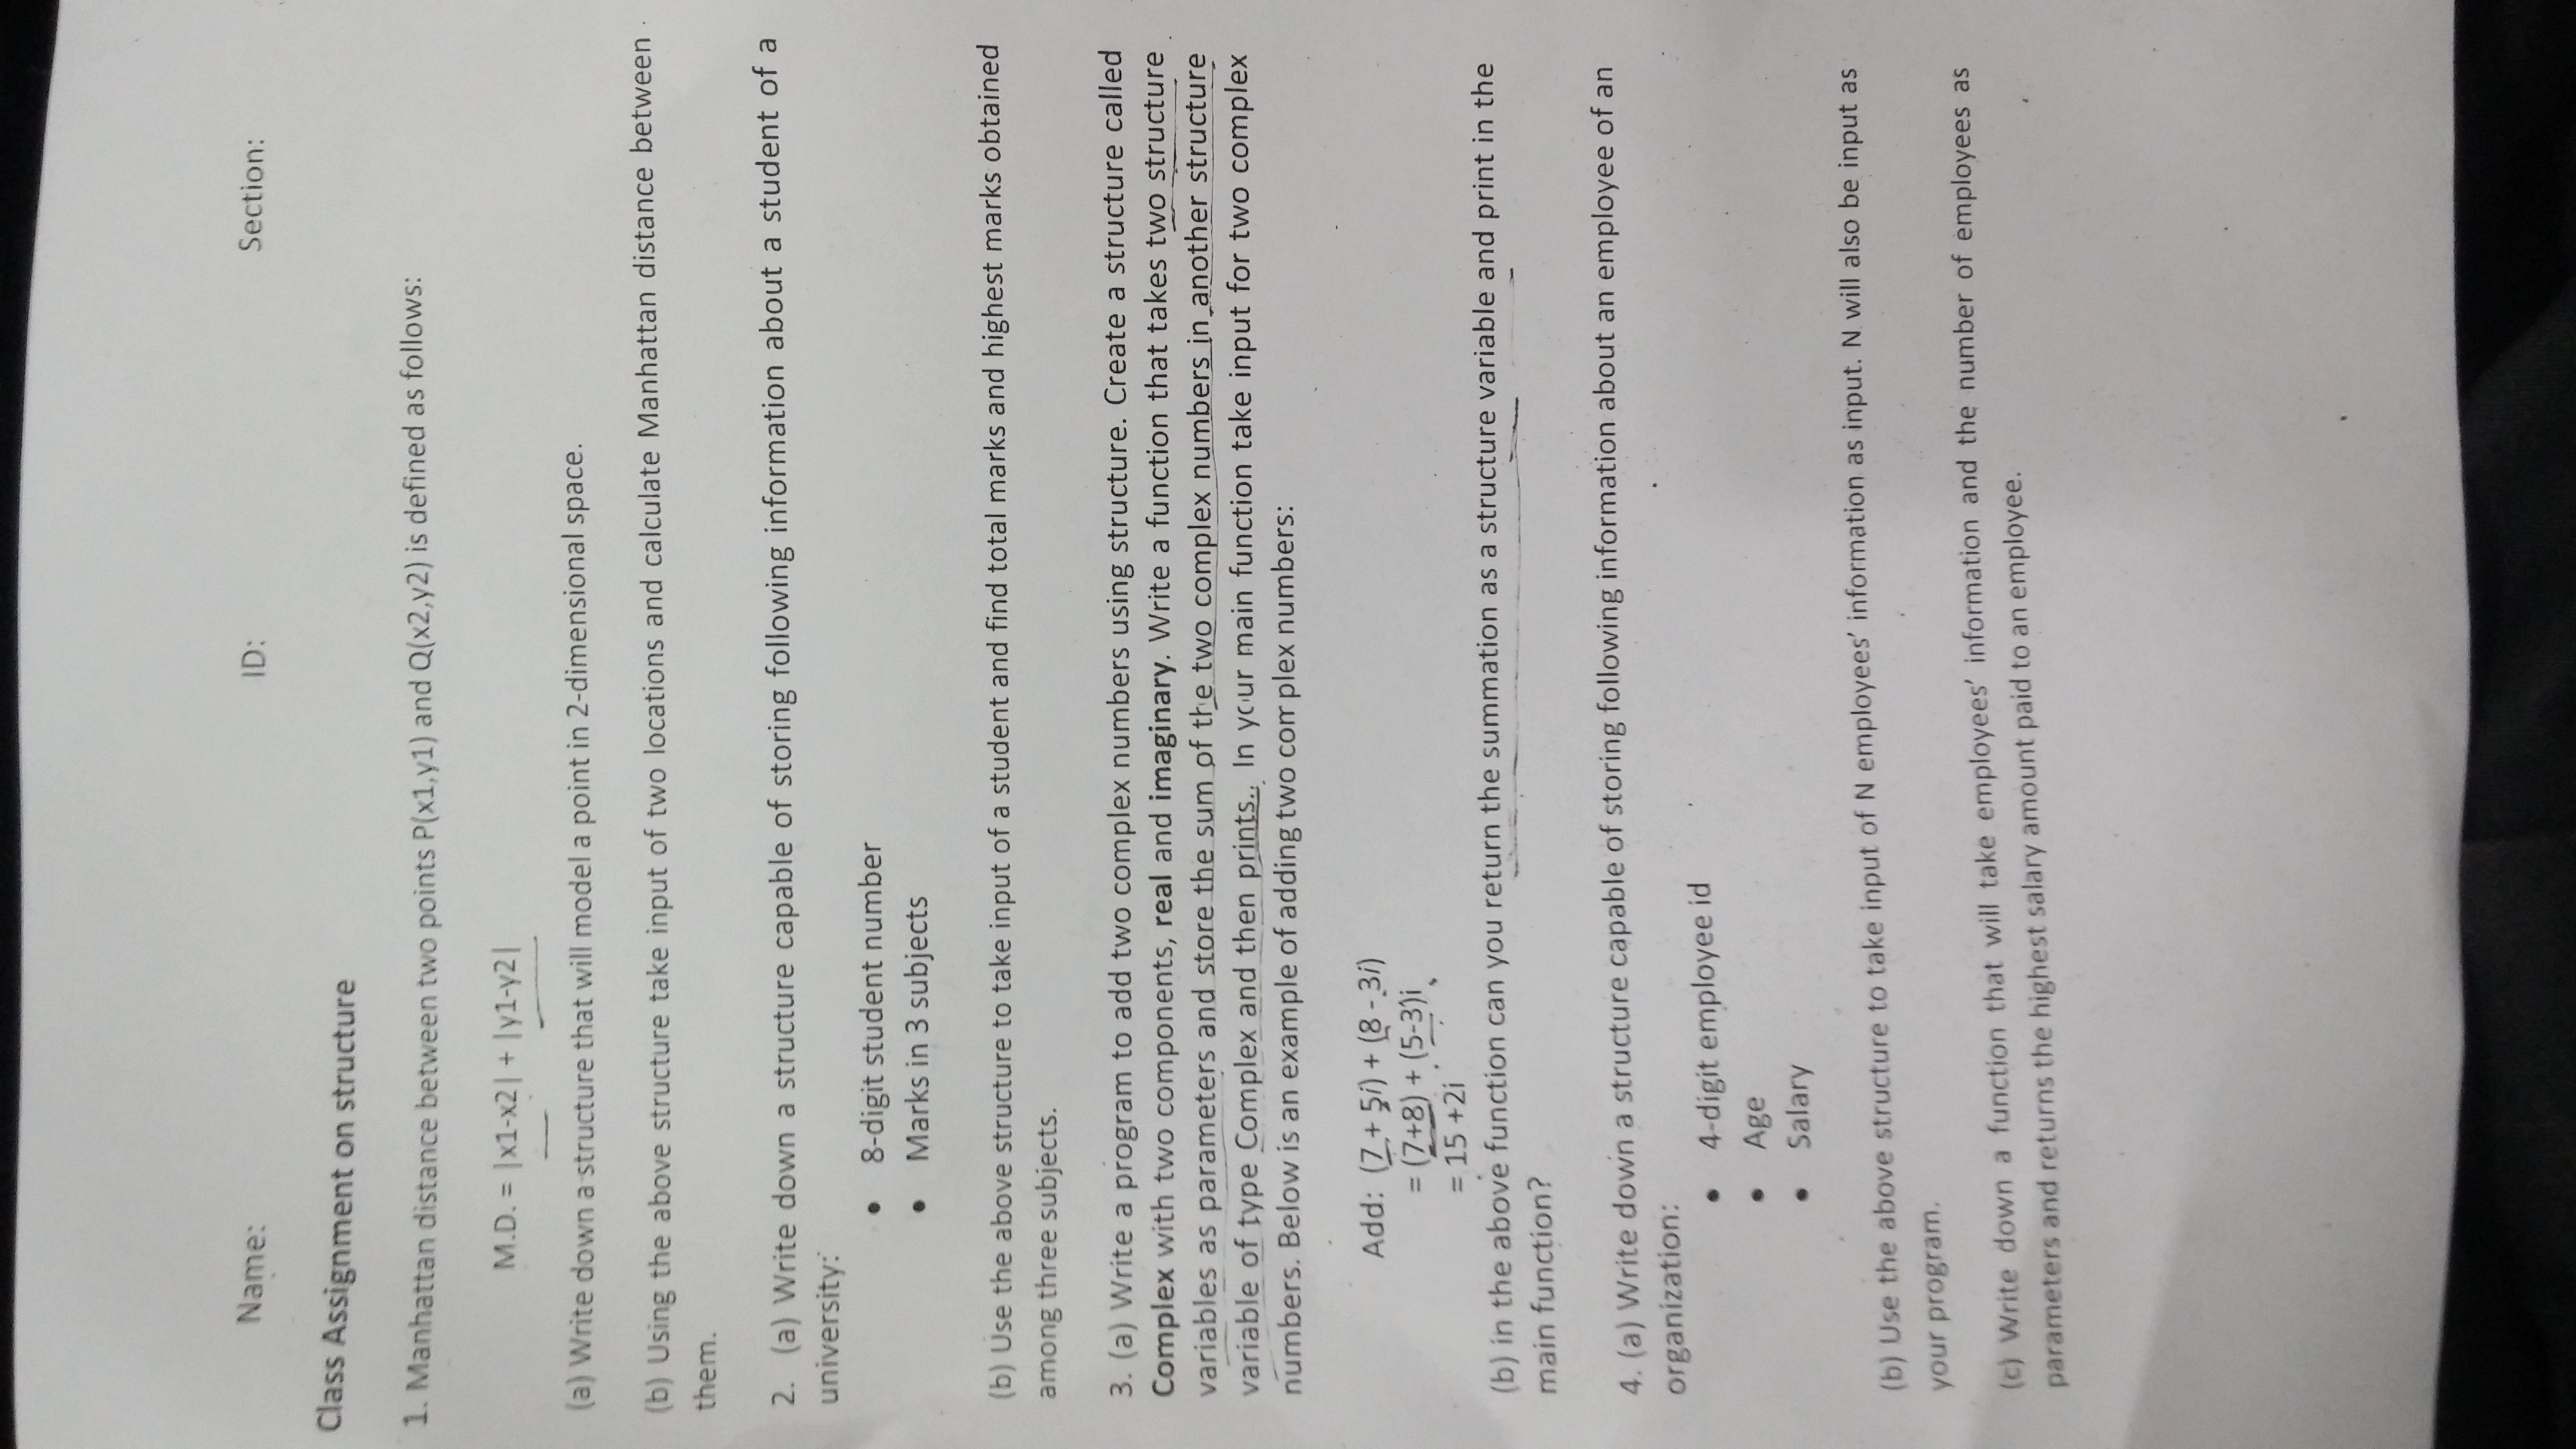 Name: ID: Section:
Class Assignment on structure
1. Manhattan distance between two points P(x1,y1) and Q(x2,y2) is defined as follows:
M.D. = |x1-x2| + |y1-y2|
(a) Write down a structure that will model a point in 2-dimensional space.
(b) Using the above structure take input of two locations and calculate Manhattan distance between
them.
2. (a) Write down a structure capable of storing following information about a student of a
university:
• 8-digit student number
• Marks in 3 subjects
(b) Use the above structure to take input of a student and find total marks and highest marks obtained
among three subjects.
3. (a) Write a program to add two complex numbers using structure. Create a structure called
Complex with two components, real and imaginary. Write a function that takes two structure
variables as parameters and store the sum of the two complex numbers in another structure
variable of type Complex and then prints.. In your main function take input for two complex
numbers. Below is an example of adding two complex numbers:
Add: (7 + 5i) + (8 - 3i)
= (7+8) + (5-3)i
= 15 +2i
(b) in the above function can you return the summation as a structure variable and print in the
main function?
4. (a) Write down a structure capable of storing following information about an employee of an
organization:
• 4-digit employee id
• Age
• Salary
(b) Use the above structure to take input of N employees' information as input. N will also be input as
your program.
(c) Write down a function that will take employees' information and the number of employees as
parameters and returns the highest salary amount paid to an employee.